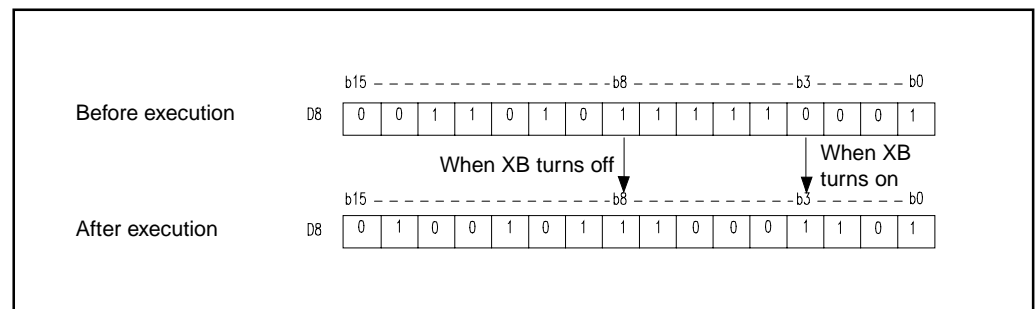 b15 - - - - - - - - - - - - - - - - - b8 - - - - - - - - - - - - b3 - - - - - - b0
Before execution D8 0 0 1 1 0 1 0 1 1 1 1 1 0 0 0 1
When XB turns off When XB
turns on
b15 - - - - - - - - - - - - - - - - - b8 - - - - - - - - - - - - b3 - - - - - - b0
After execution D8 0 1 0 0 1 0 1 1 1 0 0 0 1 1 0 1